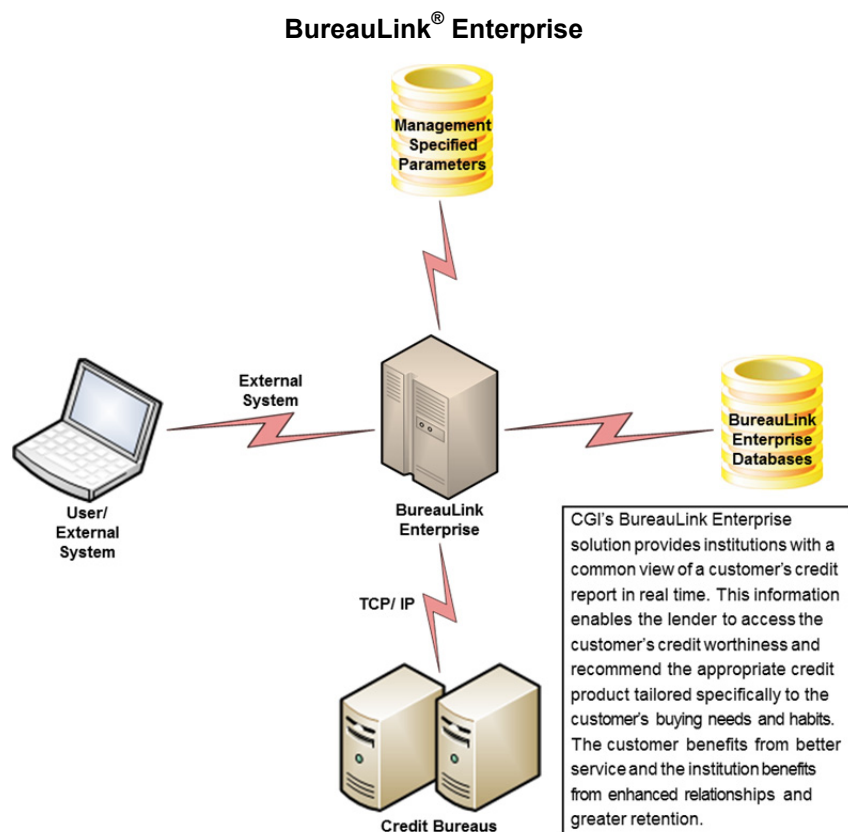 BureauLink® Enterprise
Management
Specified
Parameters
External
System
BureauLink
Enterprise
Databases
User/
External
System
BureauLink
Enterprise
TCP/ IP
Credit Bureaus
CGI's BureauLink Enterprise
solution provides institutions with a
common view of a customer's credit
report in real time. This information
enables the lender to access the
customer's credit worthiness and
recommend the appropriate credit
product tailored specifically to the
customer's buying needs and habits.
The customer benefits from better
service and the institution benefits
from enhanced relationships and
greater retention.